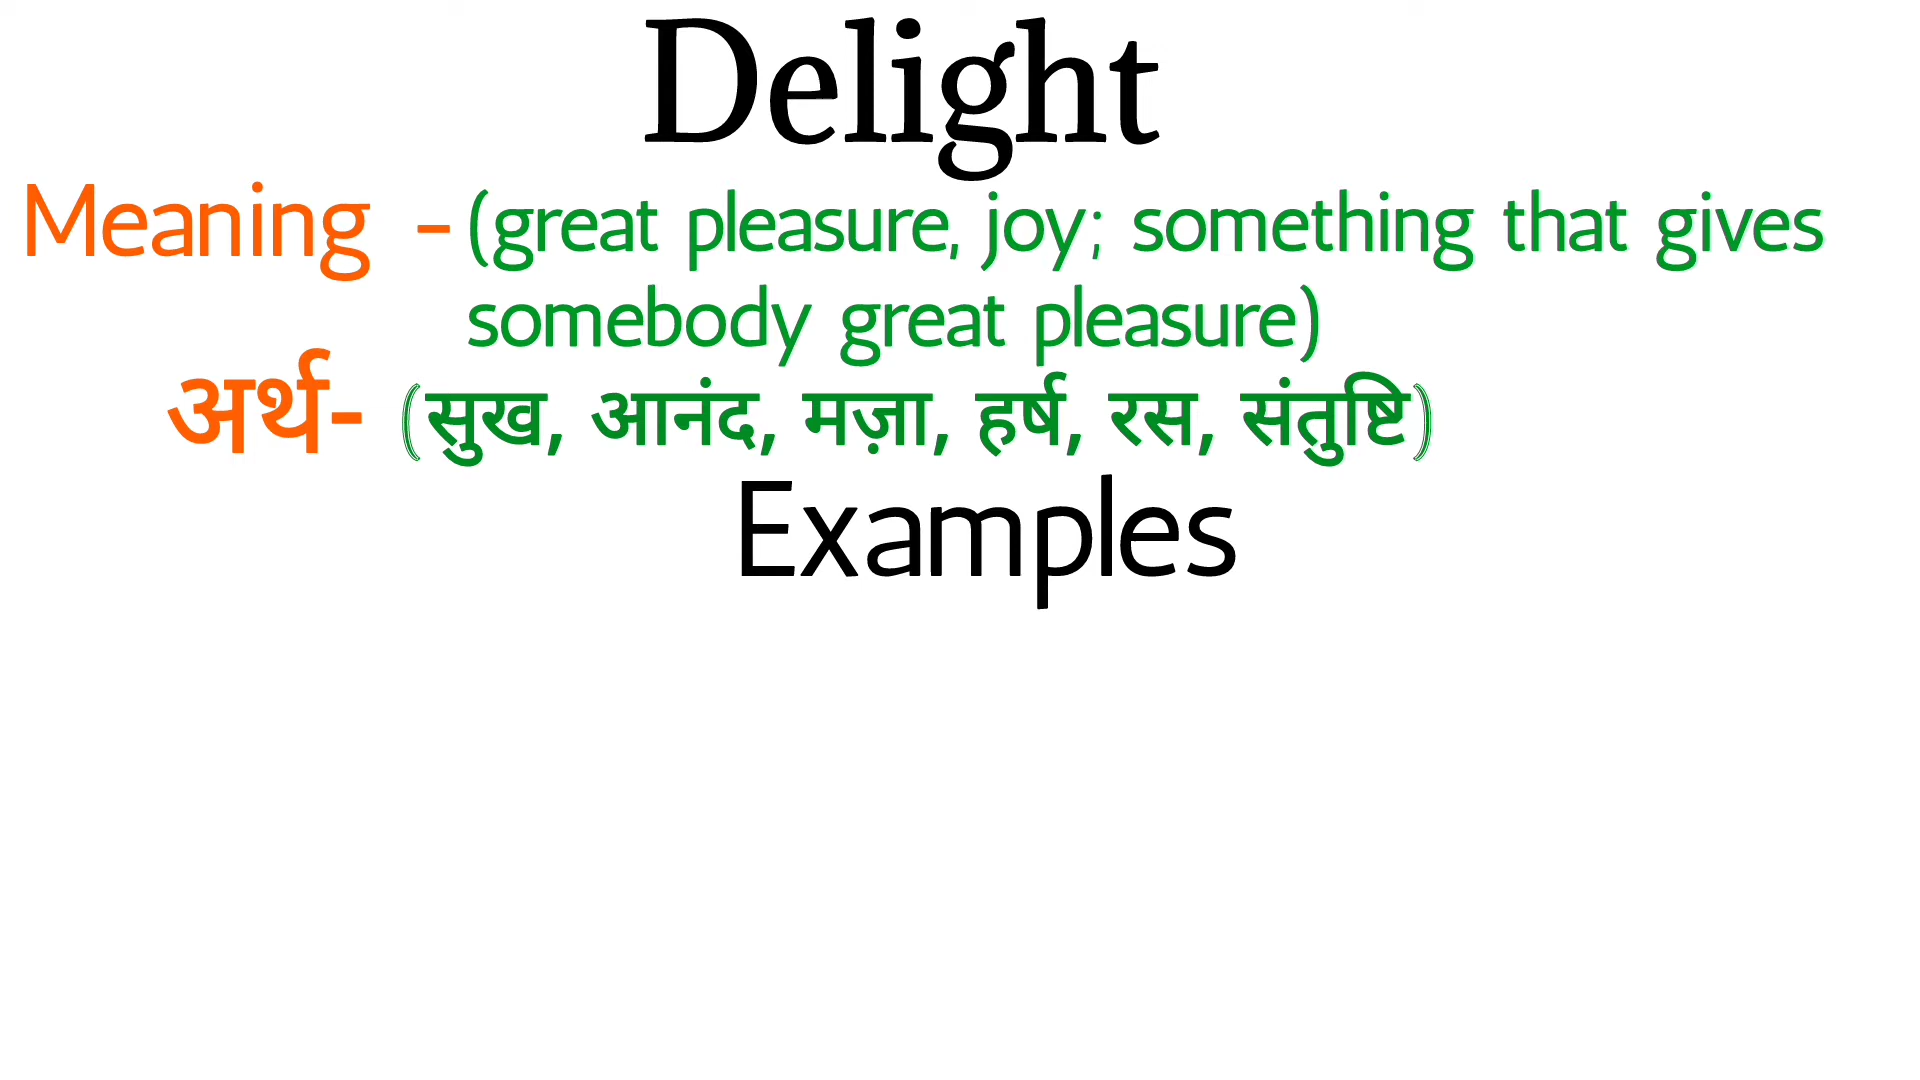 Delight
Meaning - (great pleasure, joy; something that gives
somebody great pleasure)
अर्थ- (सुख, आनंद, मज़ा, हर्ष, रस, संतुष्टि)
Examples